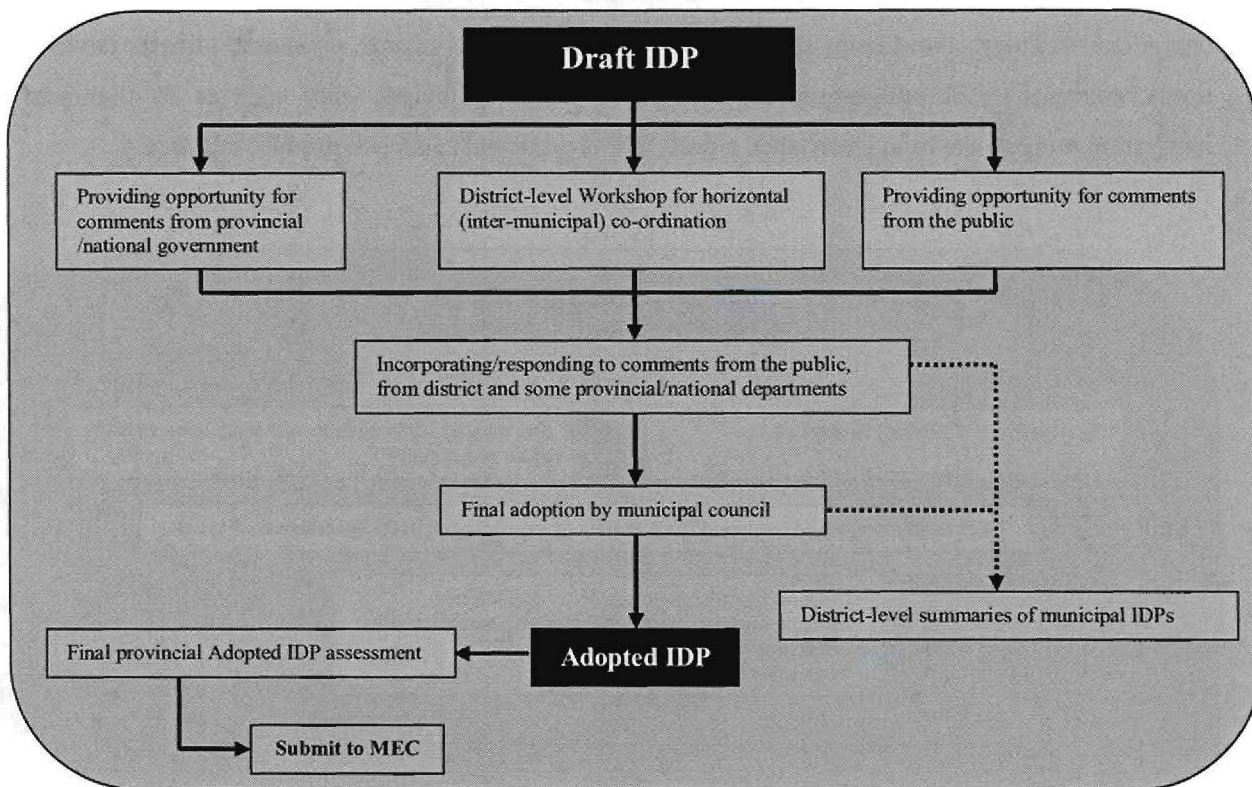 Draft IDP
Providing opportunity for
comments from provincial
/national government
District-level Workshop for horizontal
(inter-municipal) co-ordination
Providing opportunity for comments
from the public
Incorporating/responding to comments from the public,
from district and some provincial/national departments
Final adoption by municipal council
District-level summaries of municipal IDPs
Final provincial Adopted IDP assessment
Adopted IDP
Submit to MEC